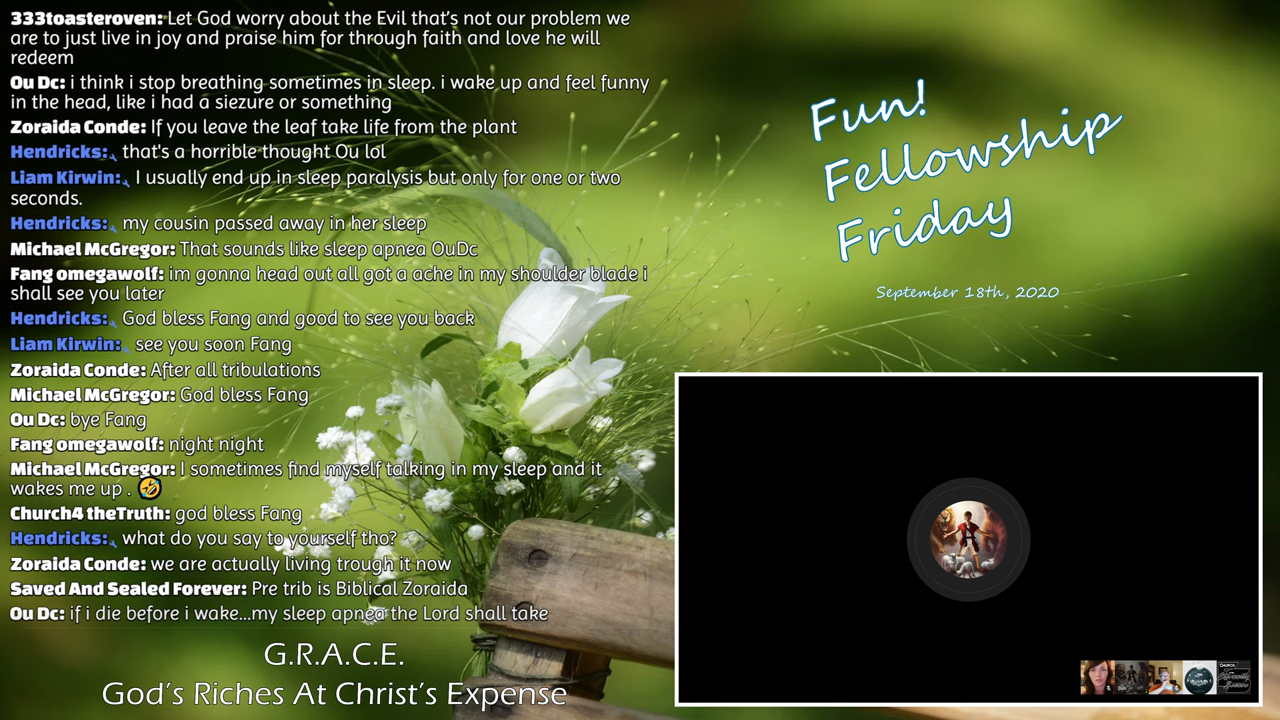 333toasteroven: Let God worry about the Evil that's not our problem we
are to just live in joy and praise him for through faith and love he will
redeem
Ou Dc: i think i stop breathing sometimes in sleep. i wake up and feel funny
in the head, like i had a siezure or something
Zoraida Conde: If you leave the leaf take life from the plant
Hendricks: that's a horrible thought Ou lol
Liam Kirwin: I usually end up in sleep paralysis but only for one or two
seconds.
Hendricks: my cousin passed away in her sleep
Michael McGregor: That sounds like sleep apnea OuDc
Fang omegawolf: im gonna head out all got a ache in my shoulder blade i
shall see you later
Hendricks: God bless Fang and good to see you back
Liam Kirwin: see you soon Fang
Zoraida Conde: After all tribulations
Michael McGregor: God bless Fang
Ou Dc: bye Fang
Fang omegawolf: night night
Michael McGregor: I sometimes find myself talking in my sleep and it
wakes me up . 🤣
Church4 theTruth: god bless Fang
Hendricks: what do you say to yourself tho?
Zoraida Conde: we are actually living trough it now
Saved And Sealed Forever: Pre trib is Biblical Zoraida
Ou Dc: if i die before i wake...my sleep apnea the Lord shall take
G.R.A.C.E.
God's Riches At Christ's Expense
Fun!
Fellowship
Friday
September 18th, 2020